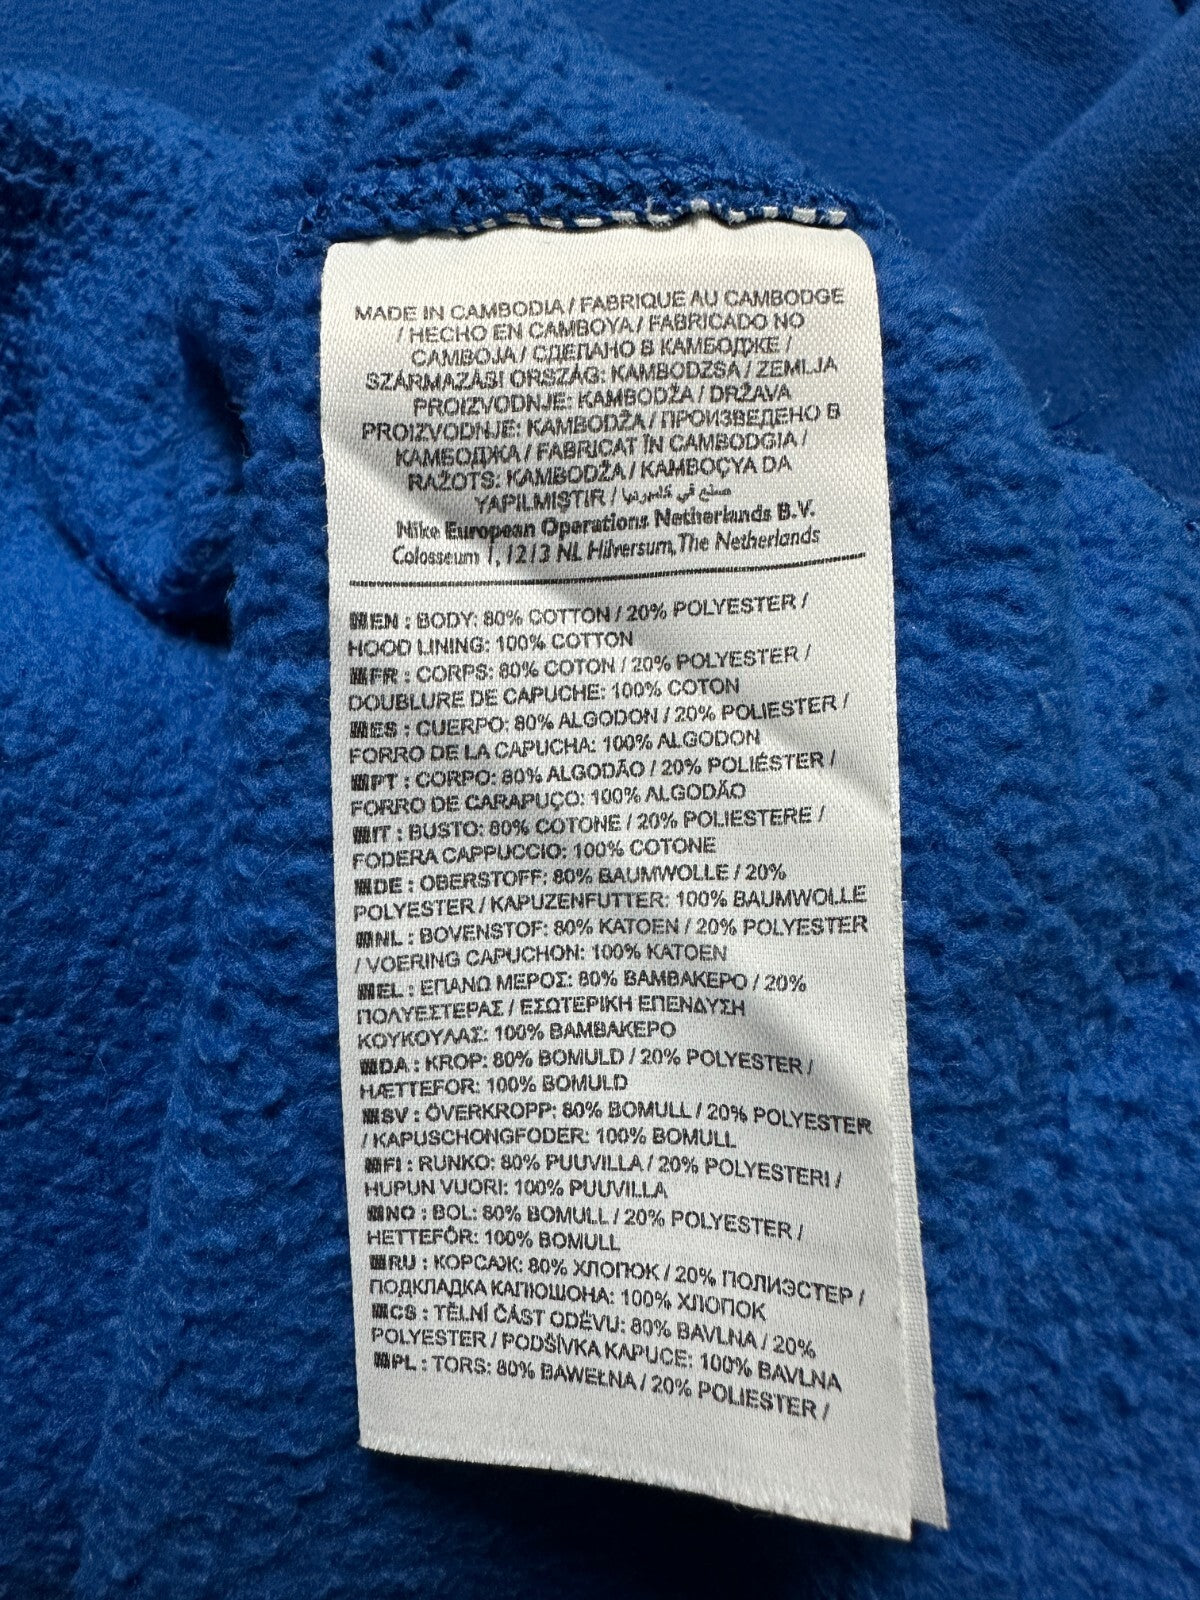 MADE IN CAMBODIA / FABRIQUE AU CAMBODGE
/ HECHO EN CAMBOYA / FABRICADO NO
CAMBOJA / СДЕЛАНО В КАМБОДЖЕ /
SZÁRMAZÁSI ORSZÁG: KAMBODZSA / ZEMLJA
PROIZVODNJE: KAMBODŽA / DRŽAVA
PROIZVODNJE: KAMBODŽA / ПРОИЗВЕДЕНО В
КАМБОДЖА / FABRICAT ÎN CAMBODGIA /
RAŽOTS: KAMBODŽA / KAMBOÇYA DA
YAPILMIŞTIR / صنع في كامبوديا
Nike European Operations Netherlands B.V.
Colosseum 1, 1213 NL Hilversum, The Netherlands
EN : BODY: 80% COTTON / 20% POLYESTER /
HOOD LINING: 100% COTTON
FR : CORPS: 80% COTON / 20% POLYESTER /
DOUBLURE DE CAPUCHE: 100% COTON
ES : CUERPO: 80% ALGODON / 20% POLIESTER /
FORRO DE LA CAPUCHA: 100% ALGODON
PT : CORPO: 80% ALGODÃO / 20% POLIÉSTER /
FORRO DE CARAPUÇO: 100% ALGODÃO
IT : BUSTO: 80% COTONE / 20% POLIESTERE /
FODERA CAPPUCCIO: 100% COTONE
DE : OBERSTOFF: 80% BAUMWOLLE / 20%
POLYESTER / KAPUZENFUTTER: 100% BAUMWOLLE
NL : BOVENSTOF: 80% KATOEN / 20% POLYESTER
/ VOERING CAPUCHON: 100% KATOEN
EL : ΕΠΑΝΩ ΜΕΡΟΣ: 80% ΒΑΜΒΑΚΕΡΟ / 20%
ΠΟΛΥΕΣΤΕΡΑΣ / ΕΣΩΤΕΡΙΚΗ ΕΠΕΝΔΥΣΗ
ΚΟΥΚΟΥΛΑΣ: 100% ΒΑΜΒΑΚΕΡΟ
DA : KROP: 80% BOMULD / 20% POLYESTER /
HÆTTEFOR: 100% BOMULD
SV : ÖVERKROPP: 80% BOMULL / 20% POLYESTER
/ KAPUSCHONGFODER: 100% BOMULL
FI : RUNKO: 80% PUUVILLA / 20% POLYESTERI /
HUPUN VUORI: 100% PUUVILLA
NO : BOL: 80% BOMULL / 20% POLYESTER /
HETTEFÔR: 100% BOMULL
RU : КОРСАЖ: 80% ХЛОПОК / 20% ПОЛИЭСТЕР /
ПОДКЛАДКА КАПЮШОНА: 100% ХЛОПОК
CS : TĚLNÍ ČÁST ODĚVU: 80% BAVLNA / 20%
POLYESTER / PODŠÍVKA KAPUCE: 100% BAVLNA
PL : TORS: 80% BAWEŁNA / 20% POLIESTER /